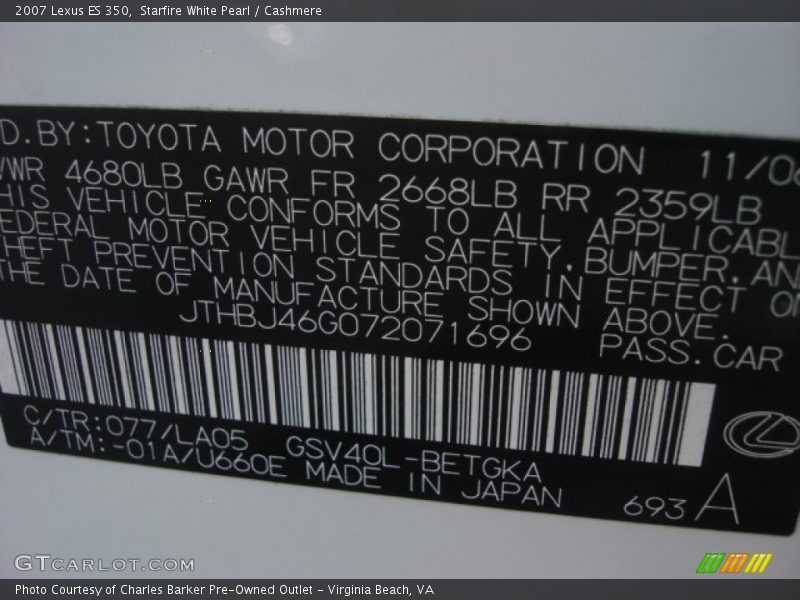 2007 Lexus ES 350, Starfire White Pearl / Cashmere
D.BY:TOYOTA MOTOR CORPORATION 11/06
VWR 4680LB GAWR FR 2668LB RR 2359LB
HIS VEHICLE CONFORMS TO ALL APPLICABL
EDERAL MOTOR VEHICLE SAFETY,BUMPER,AN
HEFT PREVENTION STANDARDS IN EFFECT O
THE DATE OF MANUFACTURE SHOWN ABOVE.
JTHBJ46G072071696 PASS.CAR
C/TR:077/LA05 GSV40L-BETGKA
A/TM:-01A/U660E MADE IN JAPAN
693 A
GTCARLOT.COM
Photo Courtesy of Charles Barker Pre-Owned Outlet - Virginia Beach, VA